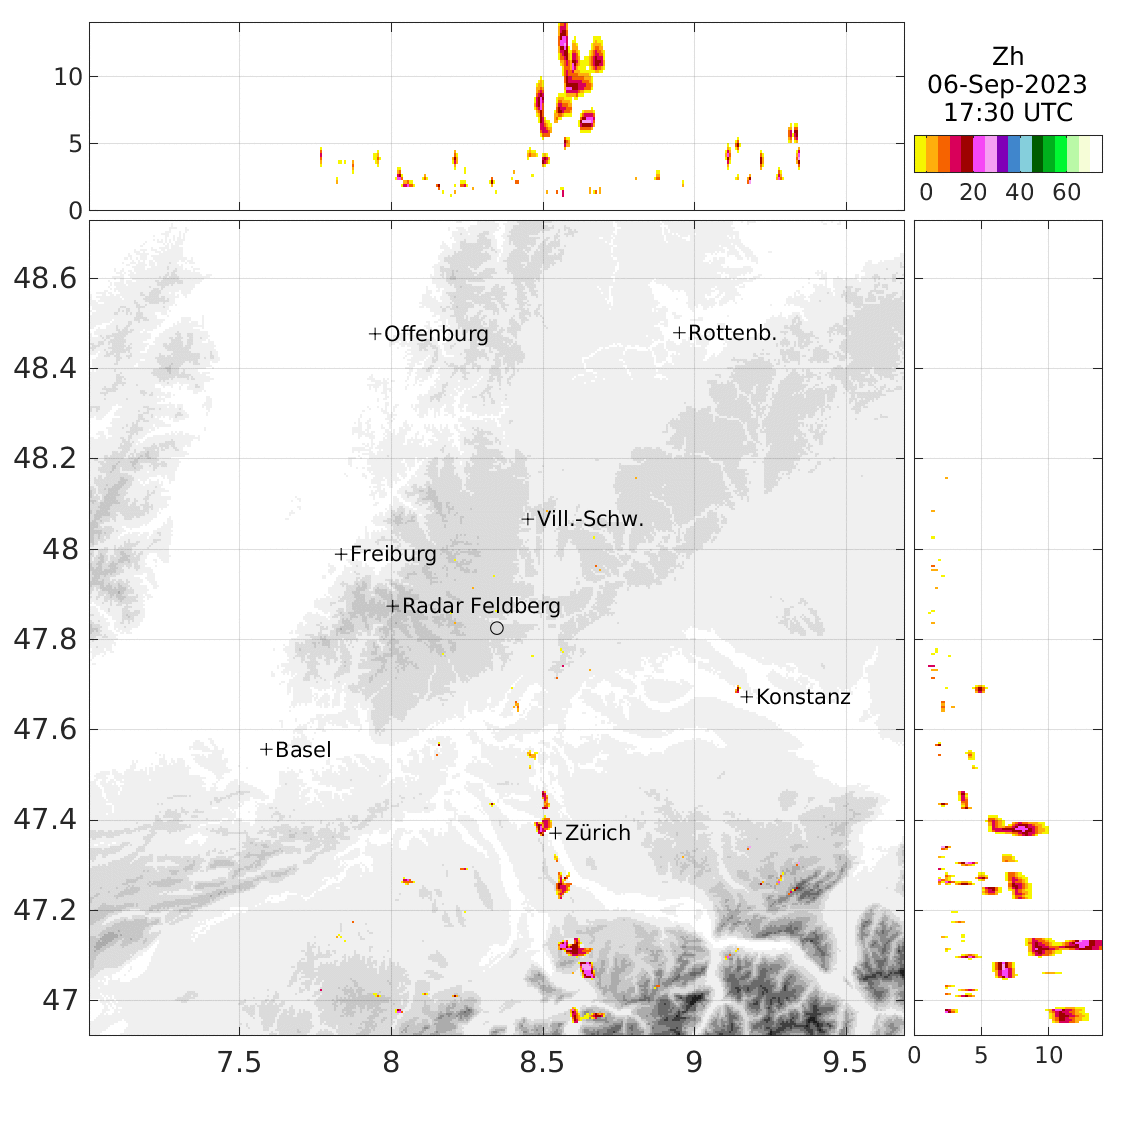 10
5
0
Zh
06-Sep-2023
17:30 UTC
0 20 40 60
48.6
48.4
48.2
48
47.8
47.6
47.4
47.2
47
Offenburg
Rottenb.
Vill.-Schw.
Freiburg
Radar Feldberg
Konstanz
Basel
Zürich
7.5 8 8.5 9 9.5
0 5 10